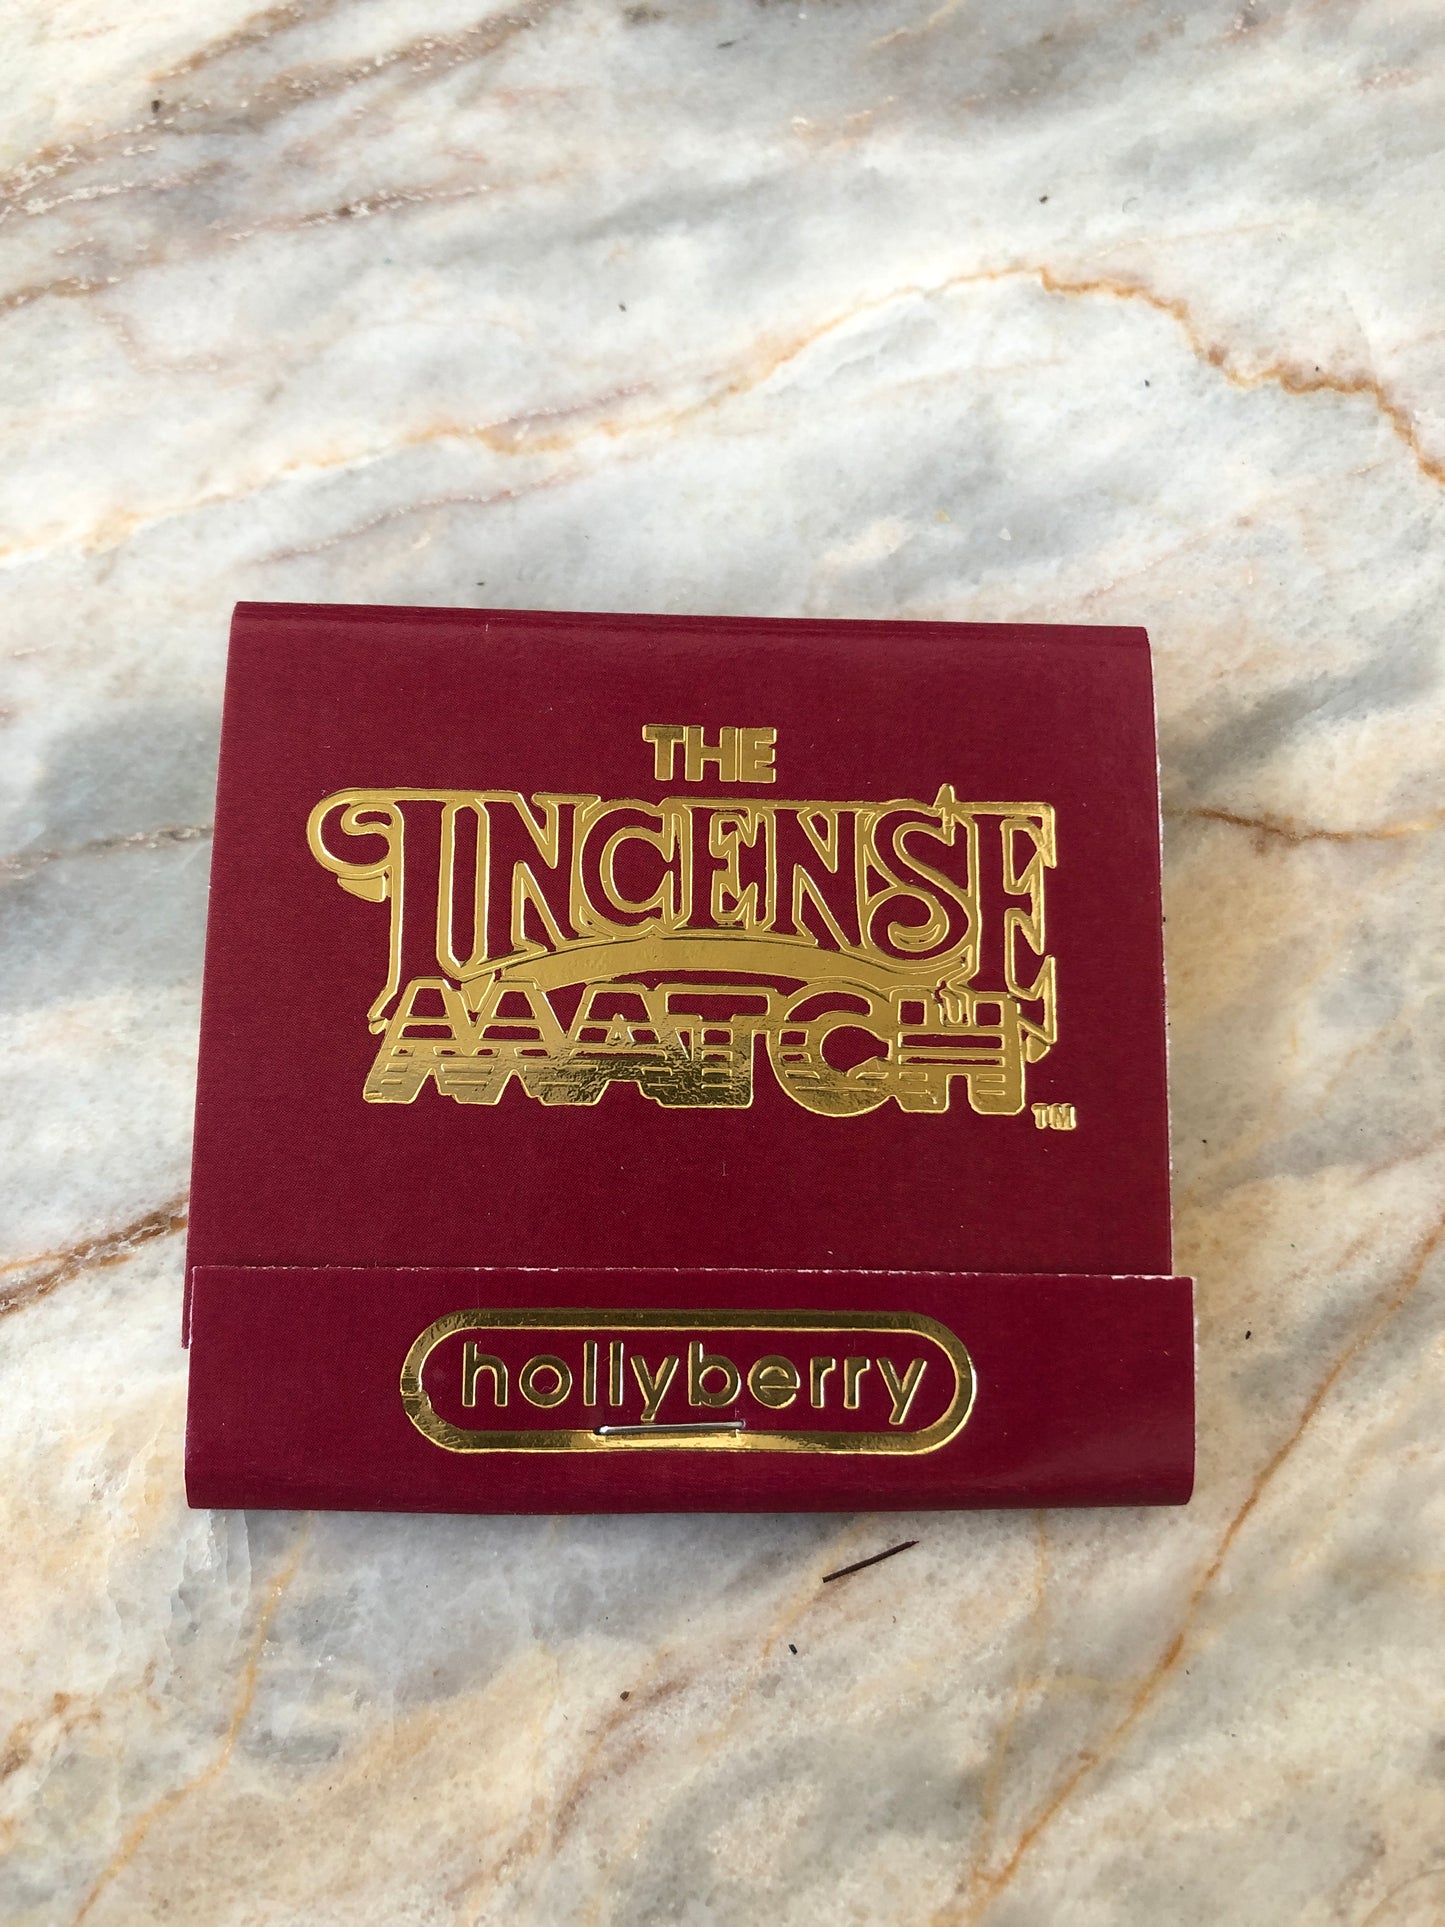 THE
INCENSE
MATCH TM
hollyberry